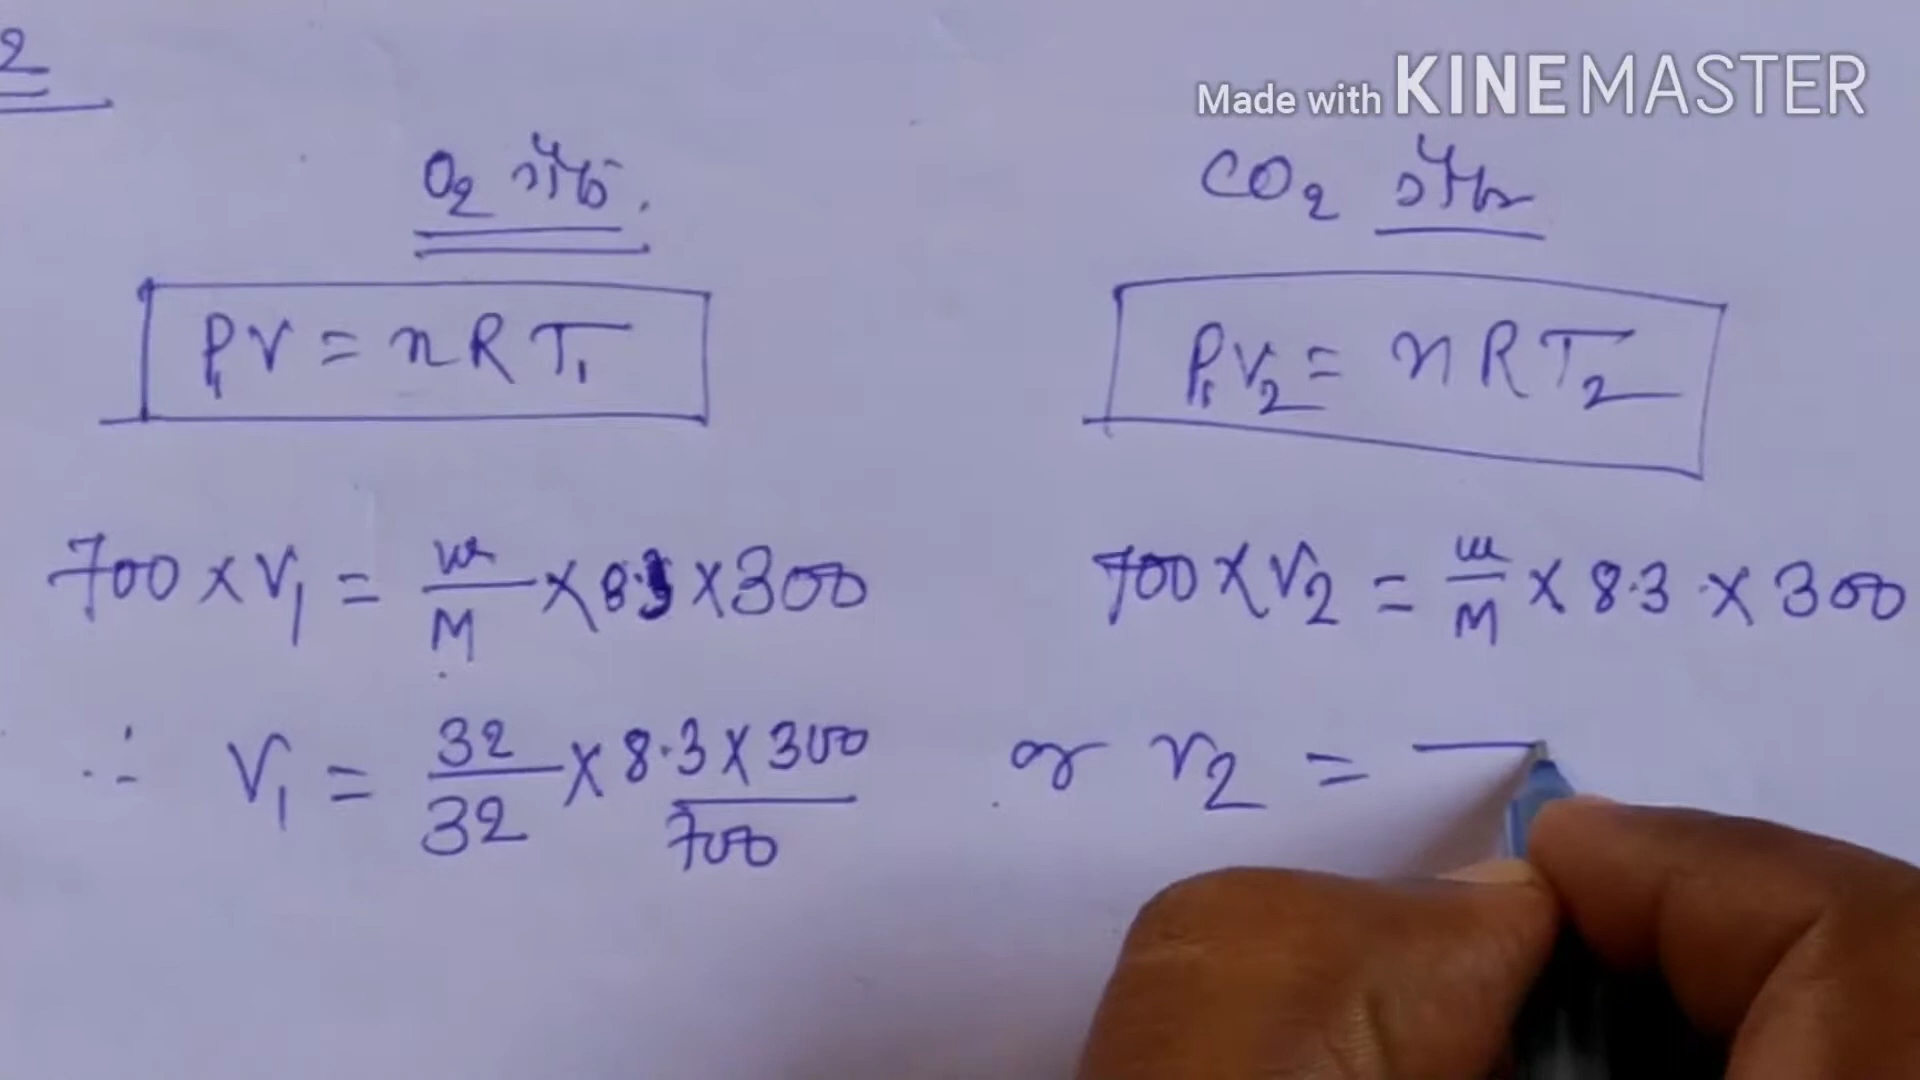 2
Made with KINEMASTER
O₂ गैस
CO₂ गैस
P₁V = nRT₁
P₁V₂ = nRT₂
700 × V₁ = w/M × 8.3 × 300
700 × V₂ = w/M × 8.3 × 300
∴ V₁ = 32/32 × 8.3 × 300/700
or V₂ =